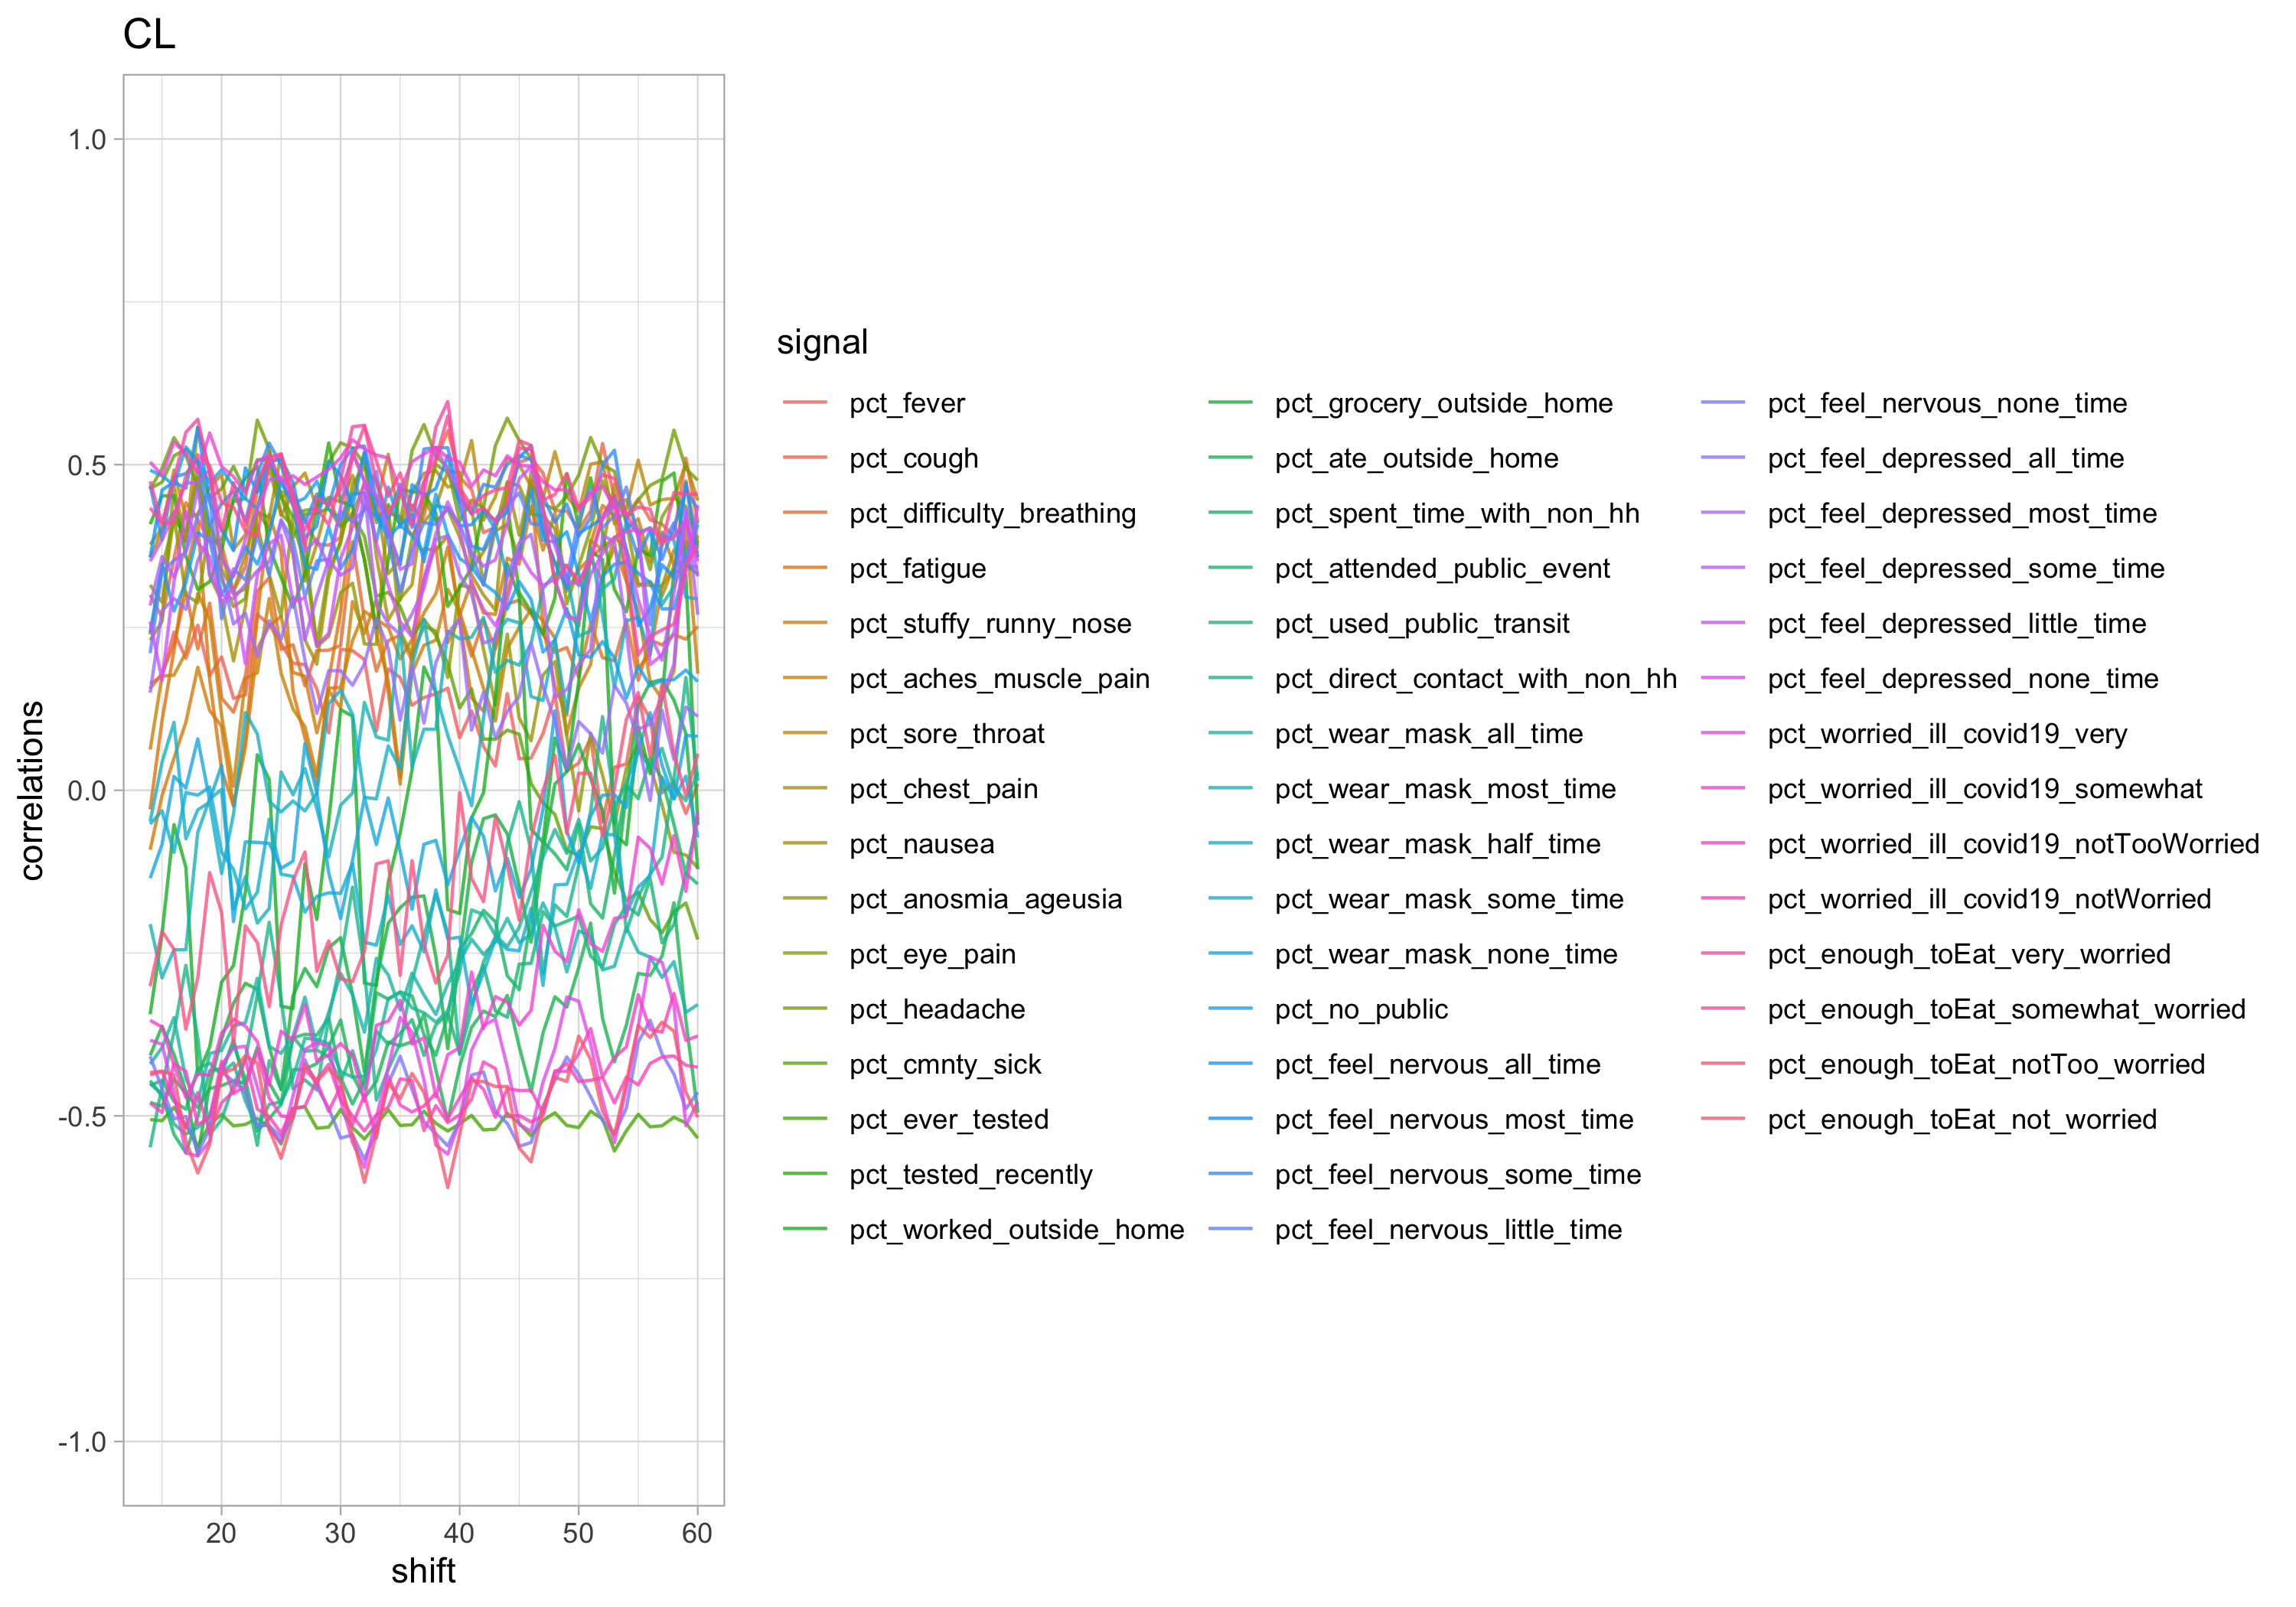 CL
1.0
0.5
0.0
-0.5
-1.0
correlations
20 30 40 50 60
shift
signal
pct_fever
pct_cough
pct_difficulty_breathing
pct_fatigue
pct_stuffy_runny_nose
pct_aches_muscle_pain
pct_sore_throat
pct_chest_pain
pct_nausea
pct_anosmia_ageusia
pct_eye_pain
pct_headache
pct_cmnty_sick
pct_ever_tested
pct_tested_recently
pct_worked_outside_home
pct_grocery_outside_home
pct_ate_outside_home
pct_spent_time_with_non_hh
pct_attended_public_event
pct_used_public_transit
pct_direct_contact_with_non_hh
pct_wear_mask_all_time
pct_wear_mask_most_time
pct_wear_mask_half_time
pct_wear_mask_some_time
pct_wear_mask_none_time
pct_no_public
pct_feel_nervous_all_time
pct_feel_nervous_most_time
pct_feel_nervous_some_time
pct_feel_nervous_little_time
pct_feel_nervous_none_time
pct_feel_depressed_all_time
pct_feel_depressed_most_time
pct_feel_depressed_some_time
pct_feel_depressed_little_time
pct_feel_depressed_none_time
pct_worried_ill_covid19_very
pct_worried_ill_covid19_somewhat
pct_worried_ill_covid19_notTooWorried
pct_worried_ill_covid19_notWorried
pct_enough_toEat_very_worried
pct_enough_toEat_somewhat_worried
pct_enough_toEat_notToo_worried
pct_enough_toEat_not_worried